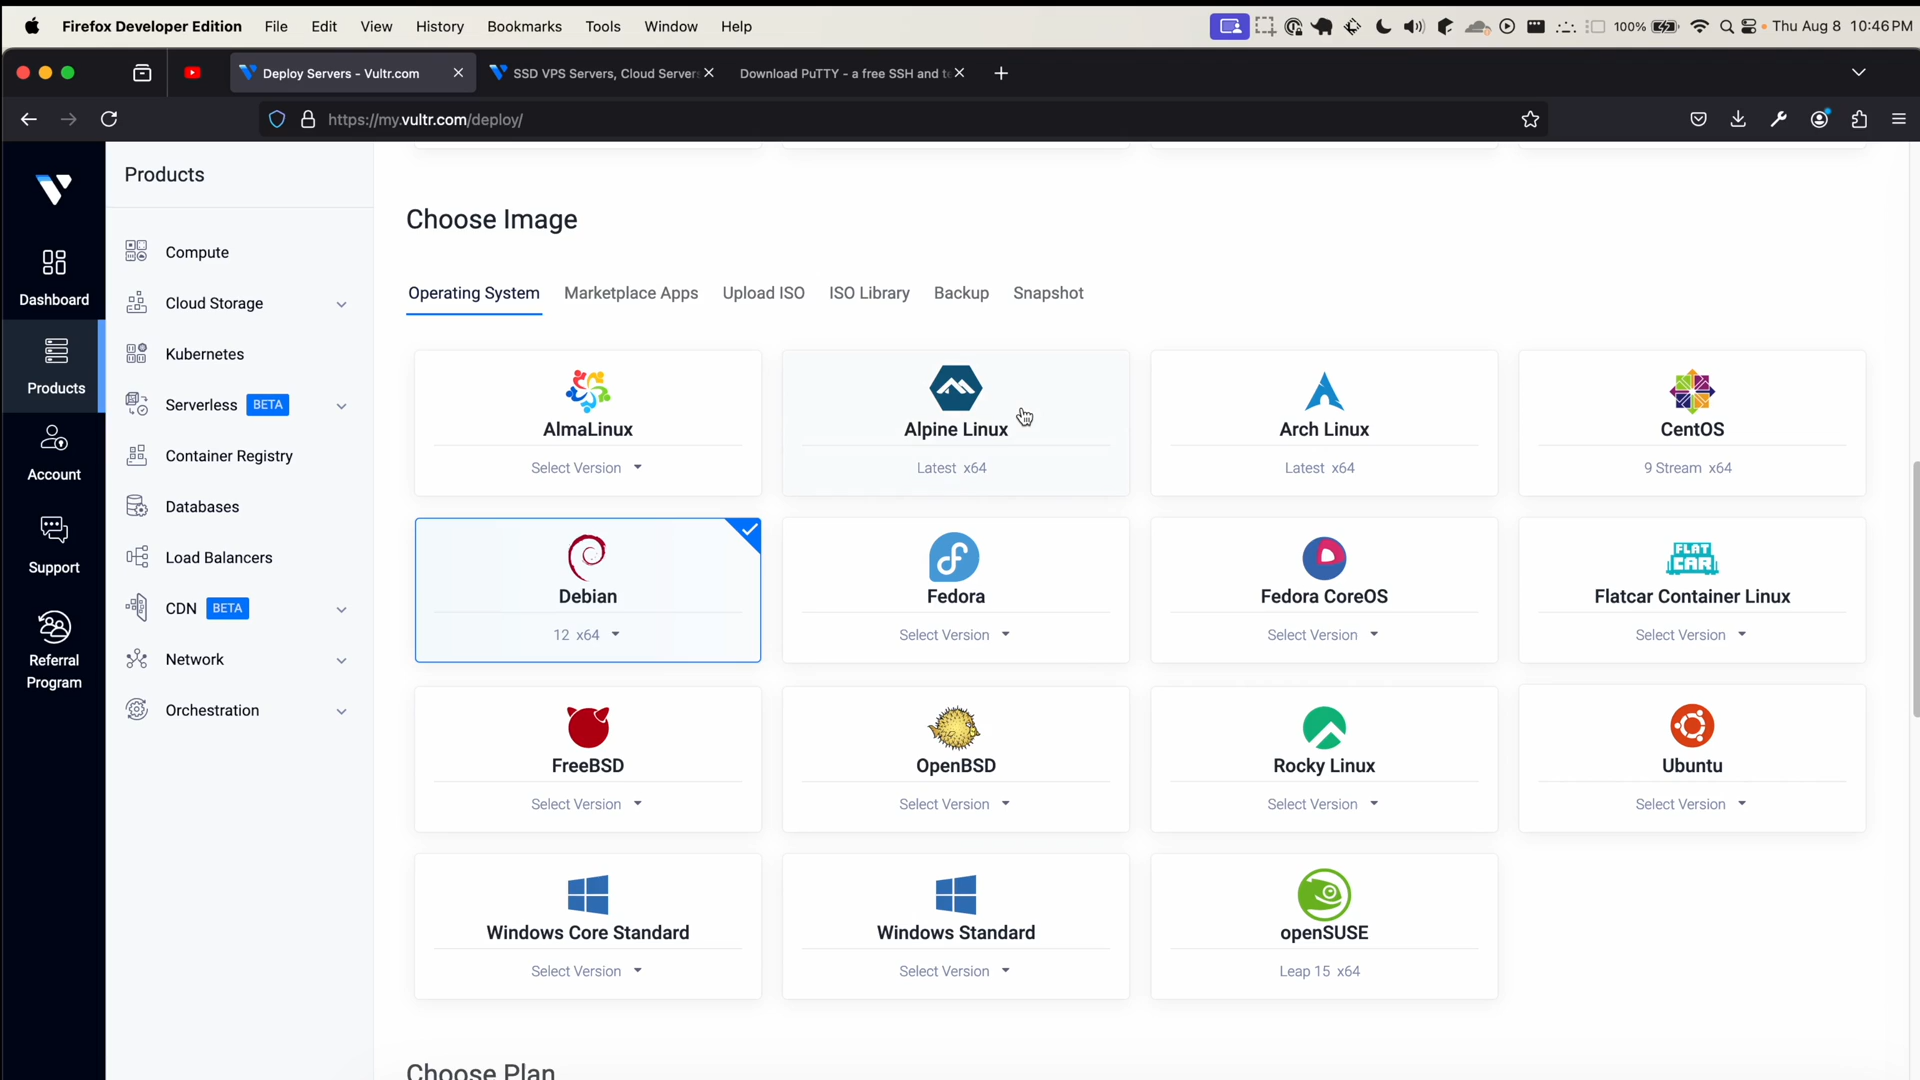 Firefox Developer Edition File Edit View History Bookmarks Tools Window Help 100% Thu Aug 8 10:46 PM
Deploy Servers - Vultr.com SSD VPS Servers, Cloud Server Download PuTTY - a free SSH and te
https://my.vultr.com/deploy/
Dashboard
Products
Account
Support
Referral
Program
Products
Compute
Cloud Storage
Kubernetes
Serverless BETA
Container Registry
Databases
Load Balancers
CDN BETA
Network
Orchestration
Choose Image
Operating System Marketplace Apps Upload ISO ISO Library Backup Snapshot
AlmaLinux
Select Version
Alpine Linux
Latest x64
Arch Linux
Latest x64
CentOS
9 Stream x64
Debian
12 x64
Fedora
Select Version
Fedora CoreOS
Select Version
FLAT
CAR
Flatcar Container Linux
Select Version
FreeBSD
Select Version
OpenBSD
Select Version
Rocky Linux
Select Version
Ubuntu
Select Version
Windows Core Standard
Select Version
Windows Standard
Select Version
openSUSE
Leap 15 x64
Choose Plan